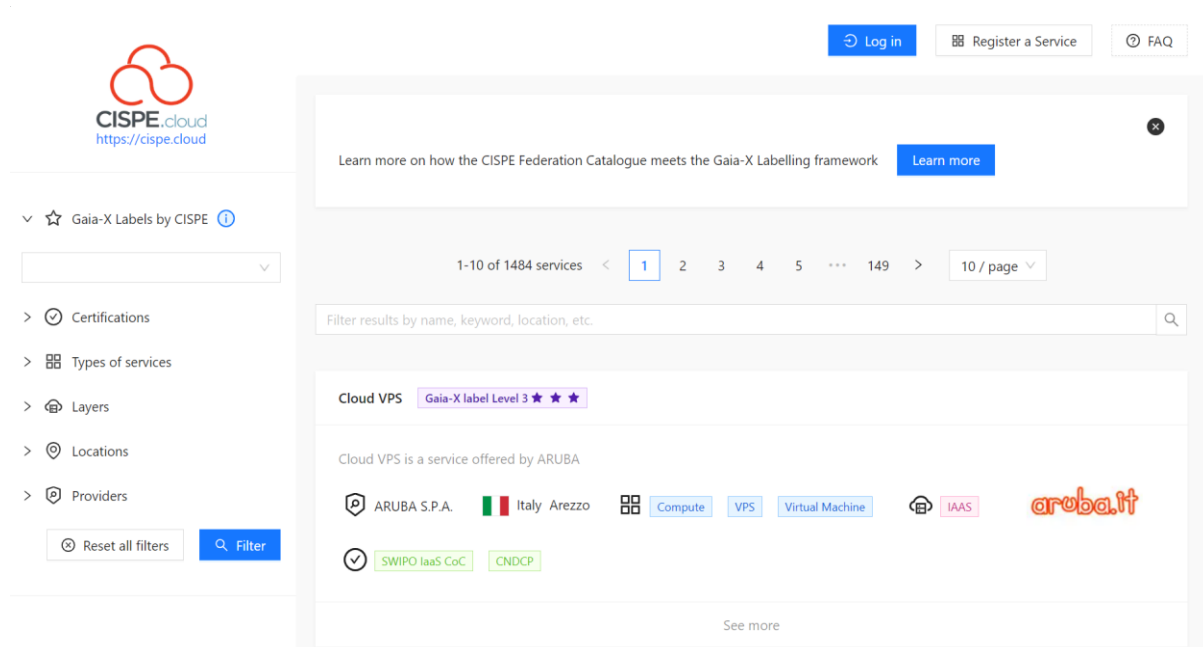 Log in
Register a Service
FAQ
CISPE.cloud
https://cispe.cloud
Learn more on how the CISPE Federation Catalogue meets the Gaia-X Labelling framework
Learn more
Gaia-X Labels by CISPE
Certifications
Types of services
Layers
Locations
Providers
Reset all filters
Filter
1-10 of 1484 services < 1 2 3 4 5 ••• 149 > 10 / page
Filter results by name, keyword, location, etc.
Cloud VPS Gaia-X label Level 3
Cloud VPS is a service offered by ARUBA
ARUBA S.P.A. Italy Arezzo Compute VPS Virtual Machine IAAS aruba.it
SWIPO IaaS CoC CNDCP
See more